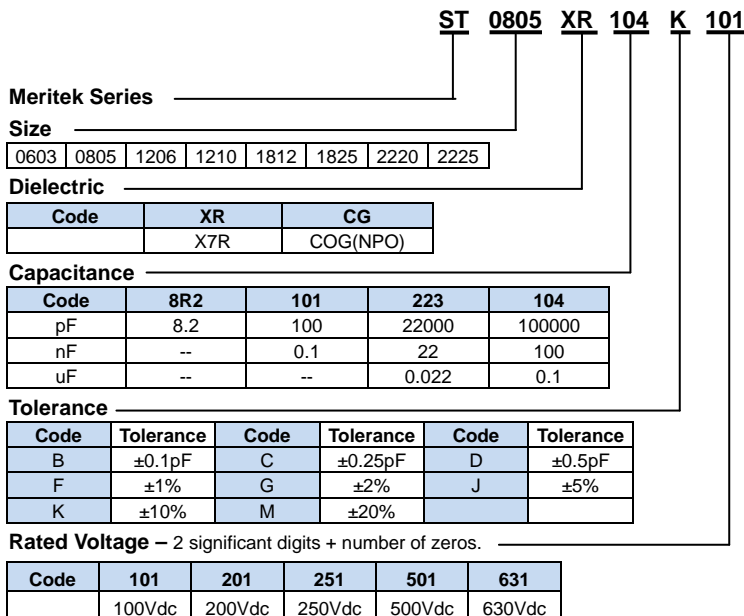 ST 0805 XR 104 K 101
Meritek Series
Size
0603 0805 1206 1210 1812 1825 2220 2225
Dielectric
Code XR CG
X7R COG(NPO)
Capacitance
Code 8R2 101 223 104
pF 8.2 100 22000 100000
nF -- 0.1 22 100
uF -- -- 0.022 0.1
Tolerance
Code Tolerance Code Tolerance Code Tolerance
B ±0.1pF C ±0.25pF D ±0.5pF
F ±1% G ±2% J ±5%
K ±10% M ±20%
Rated Voltage – 2 significant digits + number of zeros.
Code 101 201 251 501 631
100Vdc 200Vdc 250Vdc 500Vdc 630Vdc